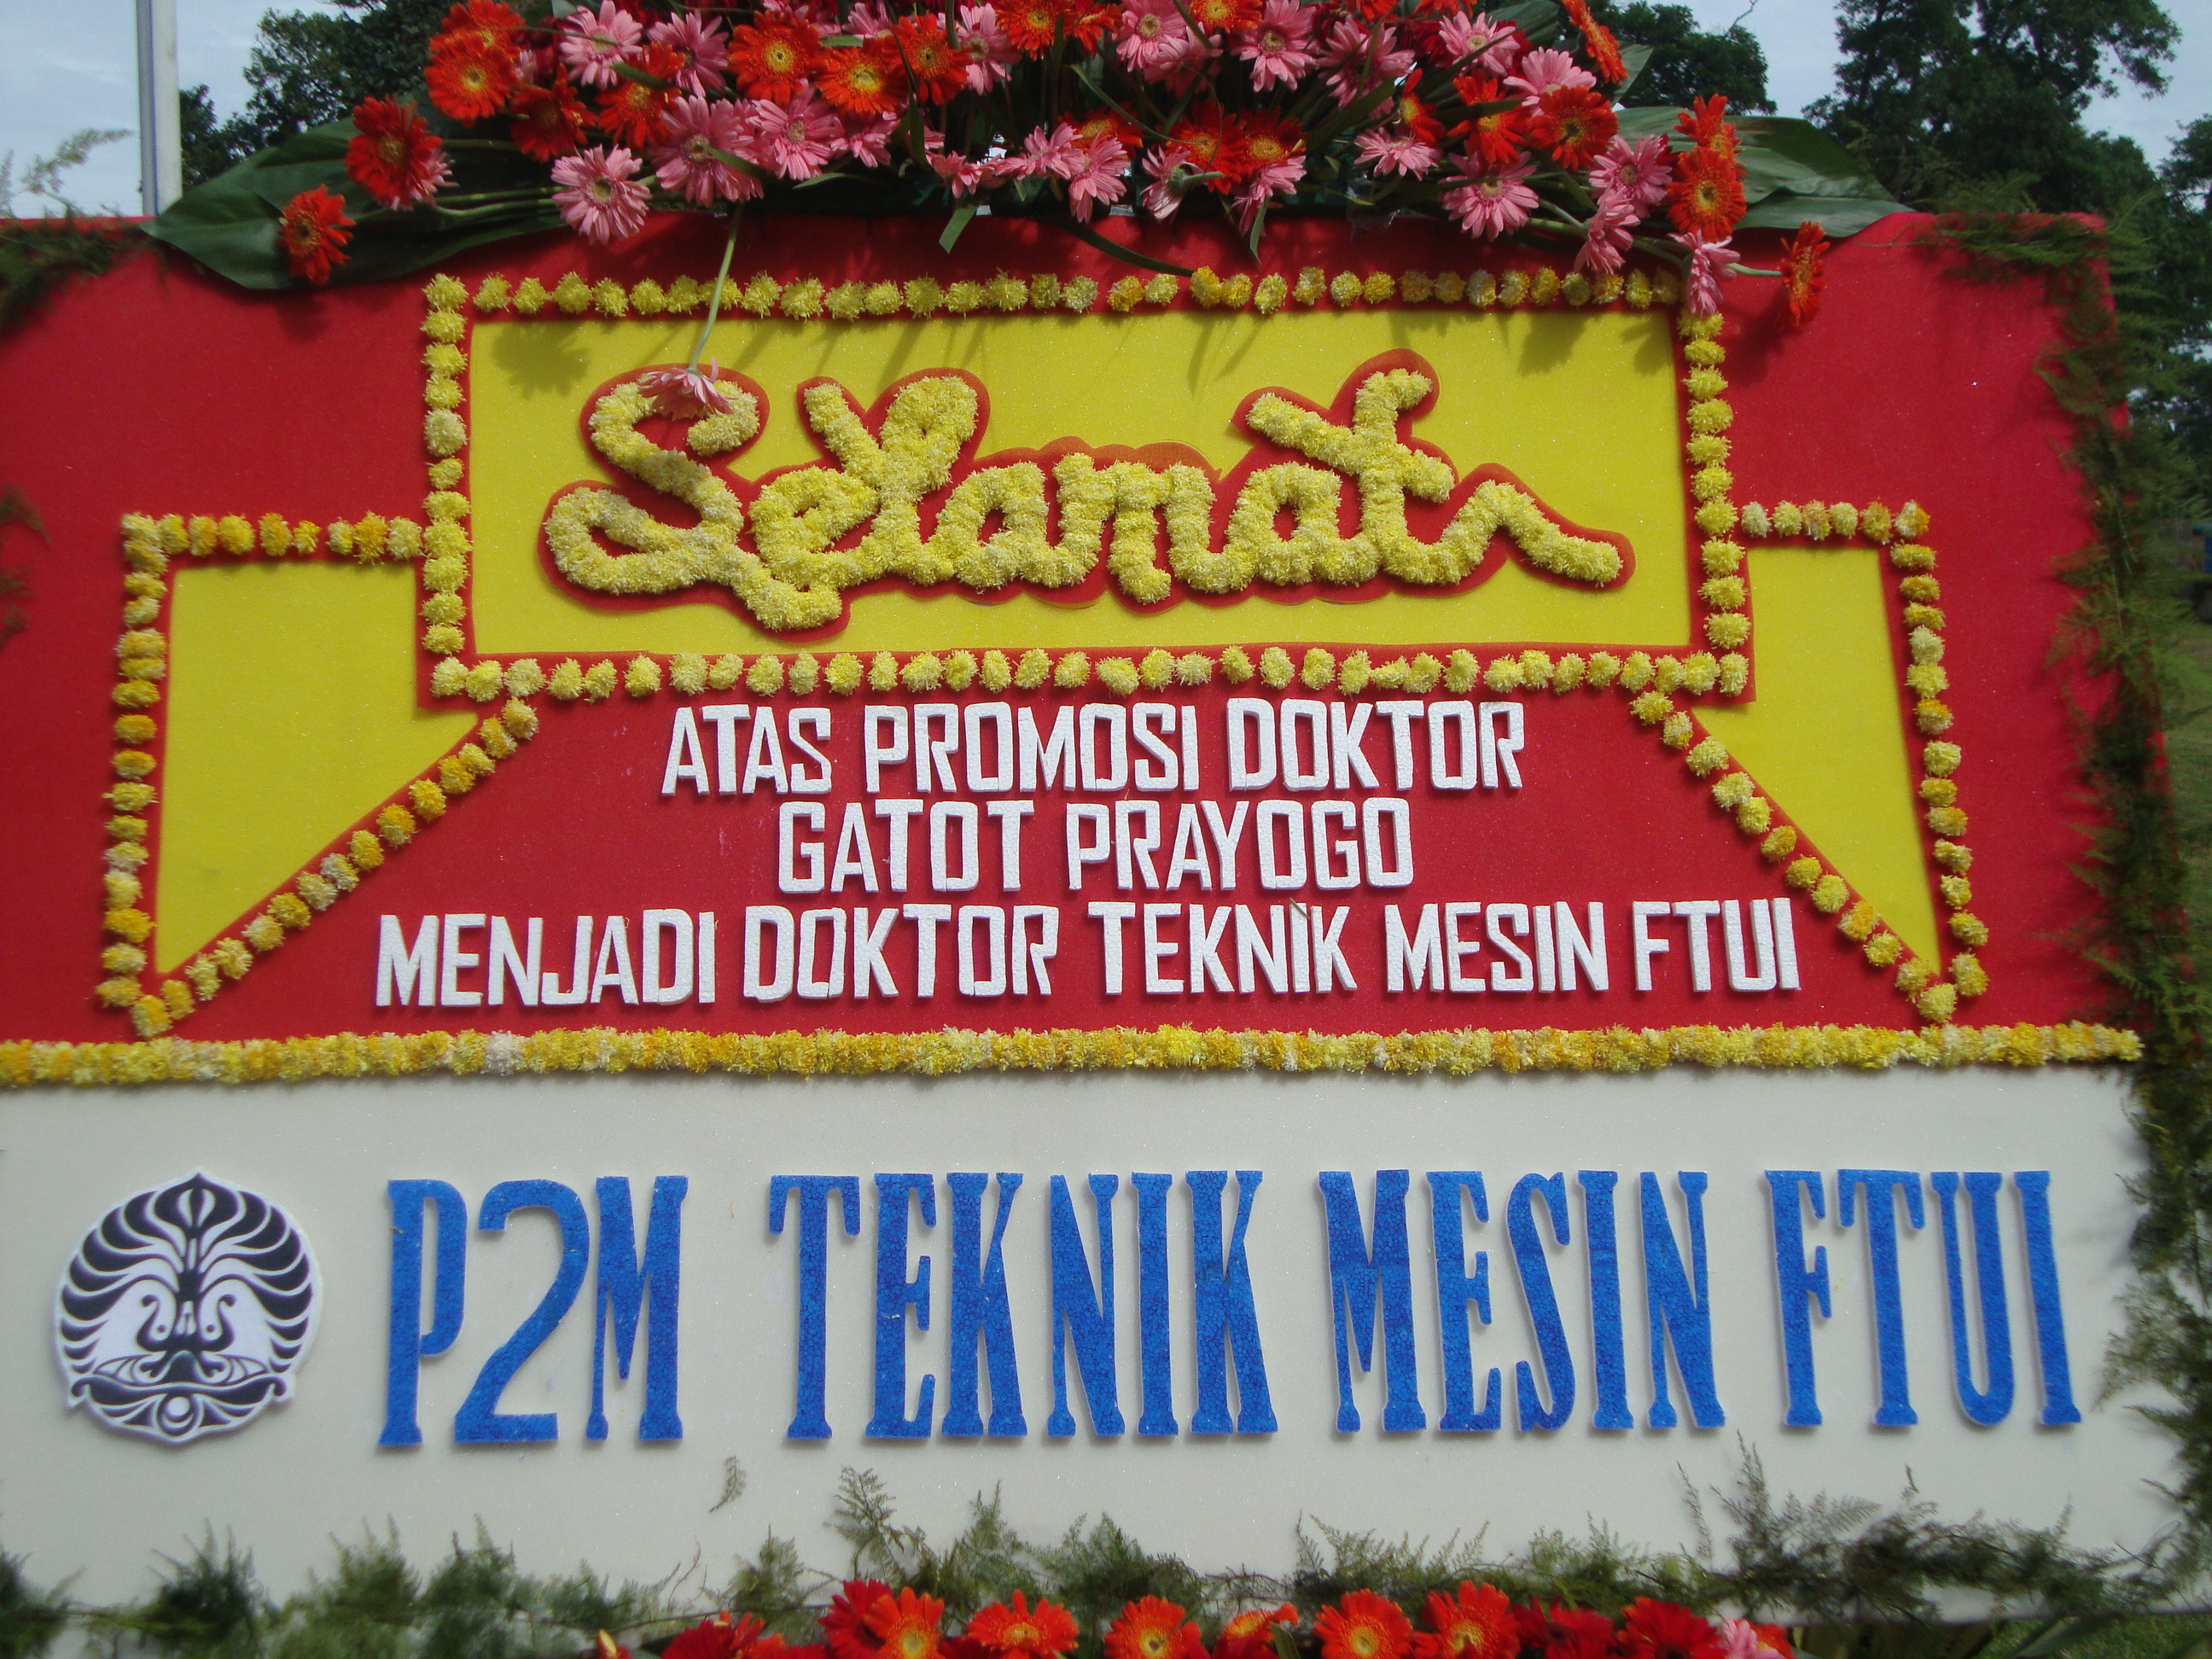 Selamat
ATAS PROMOSI DOKTOR
GATOT PRAYOGO
MENJADI DOKTOR TEKNIK MESIN FTUI
P2M TEKNIK MESIN FTUI